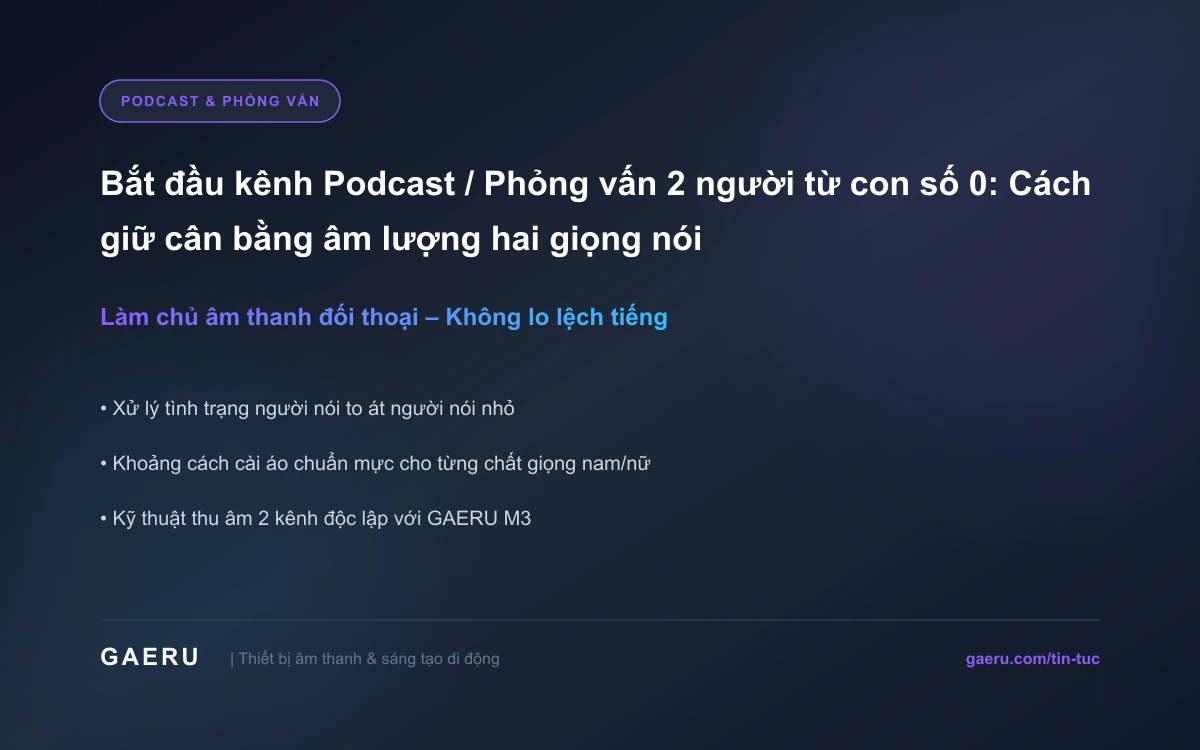 PODCAST & PHỎNG VẤN
Bắt đầu kênh Podcast / Phỏng vấn 2 người từ con số 0: Cách
giữ cân bằng âm lượng hai giọng nói
Làm chủ âm thanh đối thoại – Không lo lệch tiếng
• Xử lý tình trạng người nói to át người nói nhỏ
• Khoảng cách cài áo chuẩn mực cho từng chất giọng nam/nữ
• Kỹ thuật thu âm 2 kênh độc lập với GAERU M3
GAERU | Thiết bị âm thanh & sáng tạo di động
gaeru.com/tin-tuc